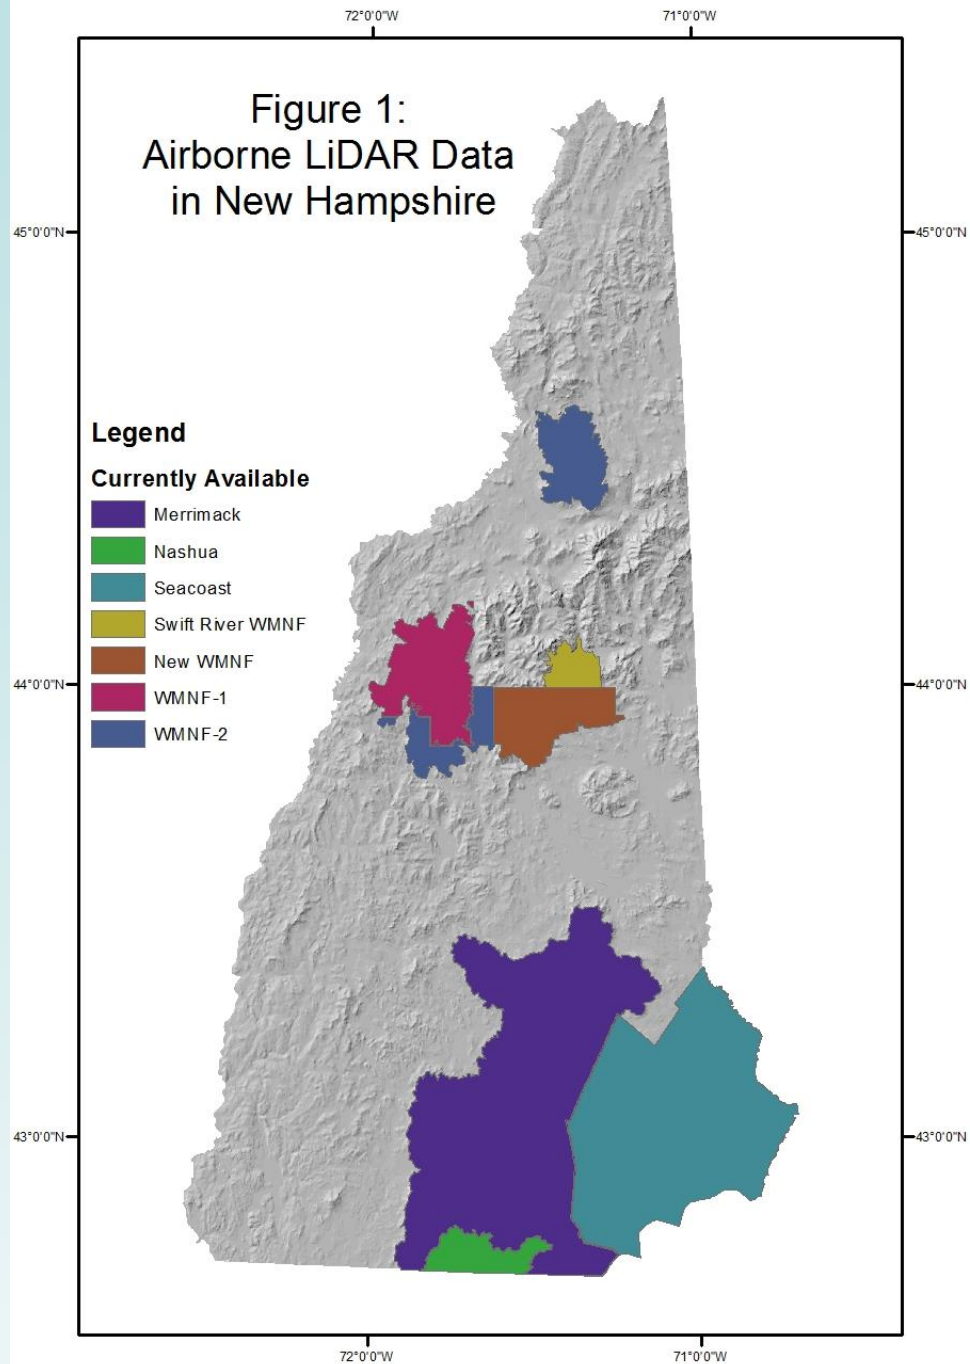 72°0'0"W
71°0'0"W
Figure 1:
Airborne LiDAR Data
in New Hampshire
45°0'0"N
45°0'0"N
Legend
Currently Available
Merrimack
Nashua
Seacoast
Swift River WMNF
New WMNF
WMNF-1
WMNF-2
44°0'0"N
44°0'0"N
43°0'0"N
43°0'0"N
72°0'0"W
71°0'0"W